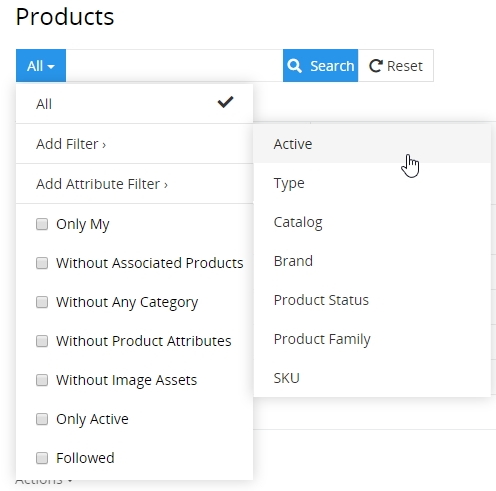 Products
All
Search
Reset
All
Add Filter ›
Add Attribute Filter ›
Only My
Without Associated Products
Without Any Category
Without Product Attributes
Without Image Assets
Only Active
Followed
Active
Type
Catalog
Brand
Product Status
Product Family
SKU
Actions